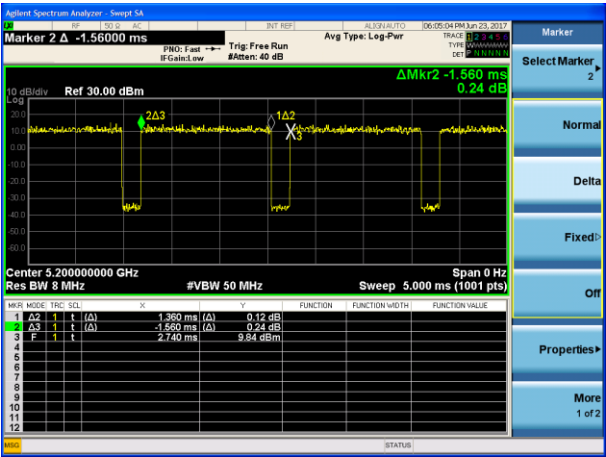 Agilent Spectrum Analyzer - Swept SA
RF 50 Ω AC INT REF ALIGN AUTO 06:05:04 PM Jun 23, 2017
Marker 2 Δ -1.56000 ms
PNO: Fast
IFGain:Low
Trig: Free Run
#Atten: 40 dB
Avg Type: Log-Pwr
TRACE 1 2 3 4 5 6
TYPE
DET P N N N N N
ΔMkr2 -1.560 ms
0.24 dB
10 dB/div Ref 30.00 dBm
Log
20.0
10.0
0.00
-10.0
-20.0
-30.0
-40.0
-50.0
-60.0
2Δ3
1Δ2
3
Center 5.200000000 GHz
Span 0 Hz
Res BW 8 MHz
#VBW 50 MHz
Sweep 5.000 ms (1001 pts)
MKR MODE TRC SCL X Y FUNCTION FUNCTION WIDTH FUNCTION VALUE
1 Δ2 1 t (Δ) 1.360 ms (Δ) 0.12 dB
2 Δ3 1 t (Δ) -1.560 ms (Δ) 0.24 dB
3 F 1 t 2.740 ms 9.84 dBm
4
5
6
7
8
9
10
11
12
MSG
STATUS
Marker
Select Marker
2
Normal
Delta
Fixed
Off
Properties
More
1 of 2